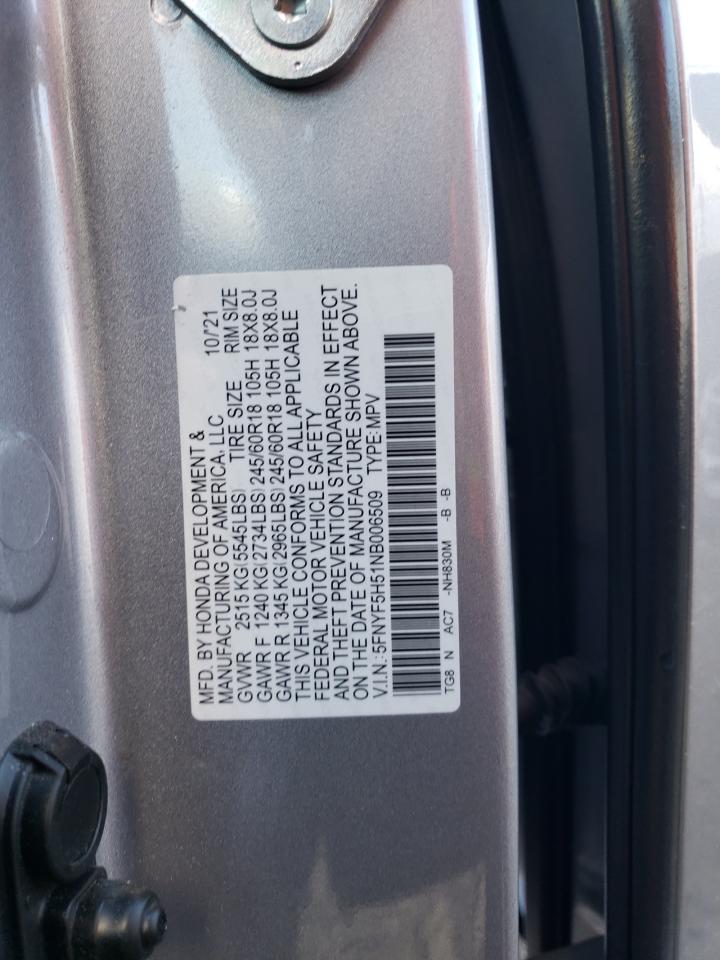 MFD. BY HONDA DEVELOPMENT &
MANUFACTURING OF AMERICA, LLC 10/'21
GVWR 2515 KG(5545LBS) TIRE SIZE RIM SIZE
GAWR F 1240 KG(2734LBS) 245/60R18 105H 18X8.0J
GAWR R 1345 KG(2965LBS) 245/60R18 105H 18X8.0J
THIS VEHICLE CONFORMS TO ALL APPLICABLE
FEDERAL MOTOR VEHICLE SAFETY
AND THEFT PREVENTION STANDARDS IN EFFECT
ON THE DATE OF MANUFACTURE SHOWN ABOVE.
V.I.N.:5FNYF5H51NB006509 TYPE:MPV
TG8 N AC7 -NH830M -B -B